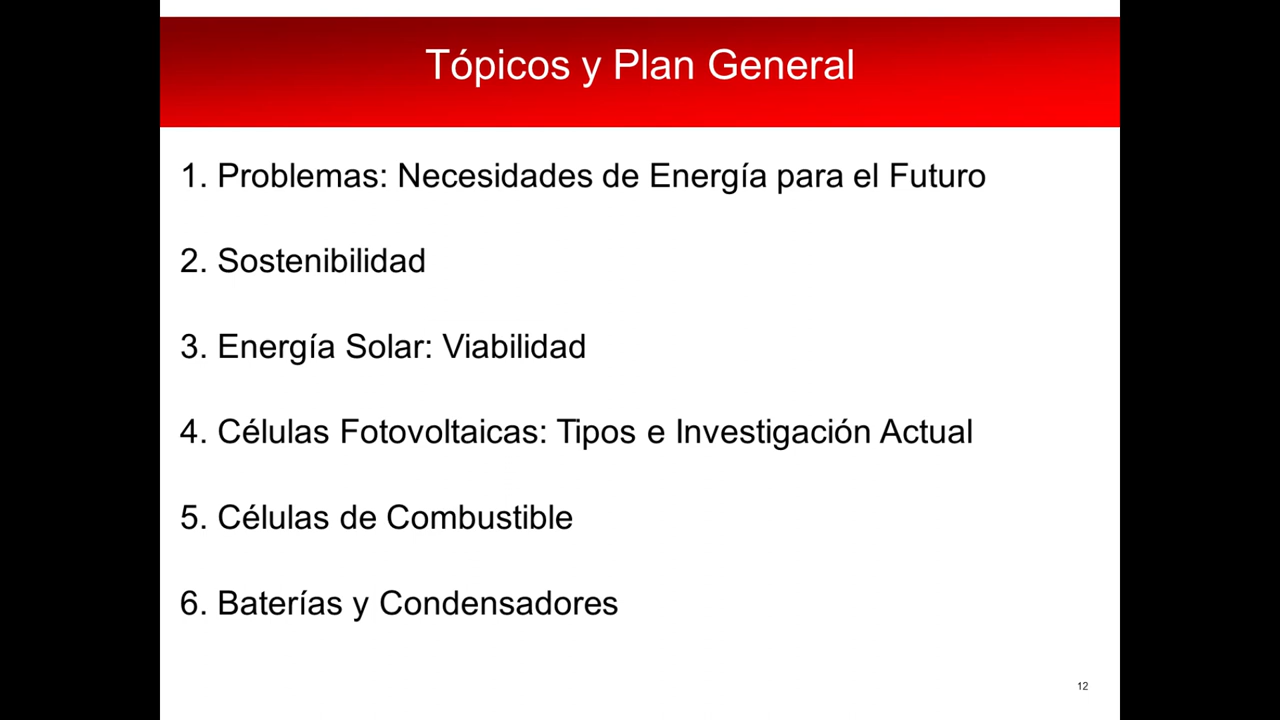 Tópicos y Plan General
1. Problemas: Necesidades de Energía para el Futuro
2. Sostenibilidad
3. Energía Solar: Viabilidad
4. Células Fotovoltaicas: Tipos e Investigación Actual
5. Células de Combustible
6. Baterías y Condensadores
12